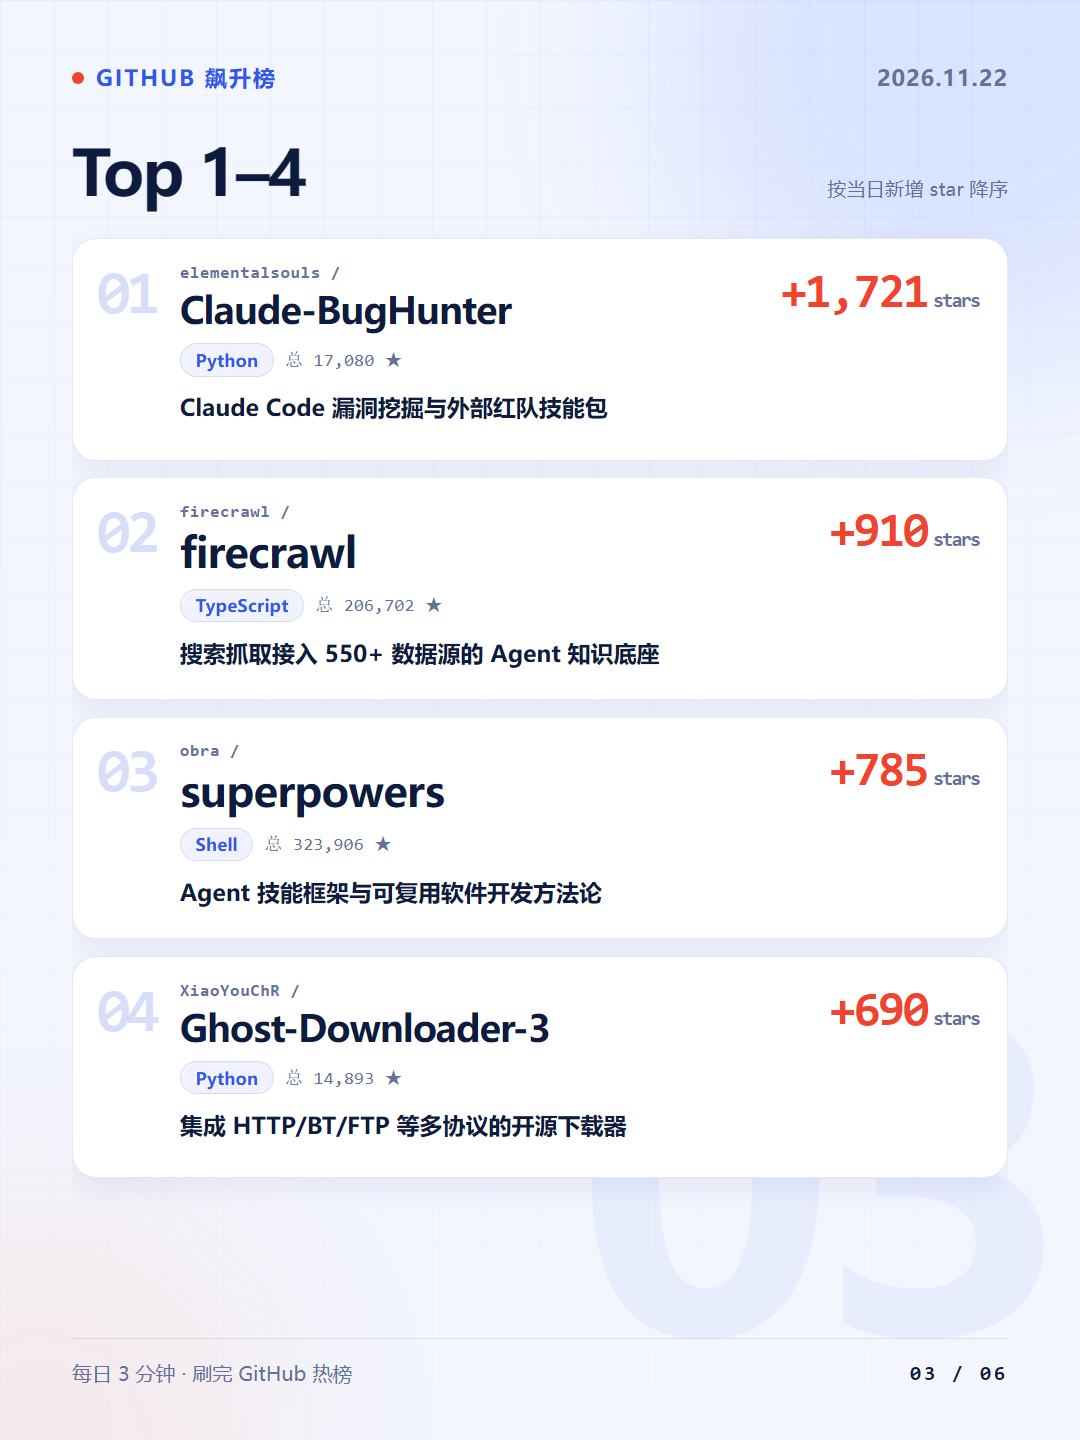 GITHUB 飙升榜
2026.11.22
Top 1–4
按当日新增 star 降序
01
elementalsouls /
Claude-BugHunter
+1,721 stars
Python 总 17,080 ★
Claude Code 漏洞挖掘与外部红队技能包
02
firecrawl /
firecrawl
+910 stars
TypeScript 总 206,702 ★
搜索抓取接入 550+ 数据源的 Agent 知识底座
03
obra /
superpowers
+785 stars
Shell 总 323,906 ★
Agent 技能框架与可复用软件开发方法论
04
XiaoYouChR /
Ghost-Downloader-3
+690 stars
Python 总 14,893 ★
集成 HTTP/BT/FTP 等多协议的开源下载器
03
每日 3 分钟 · 刷完 GitHub 热榜
03 / 06